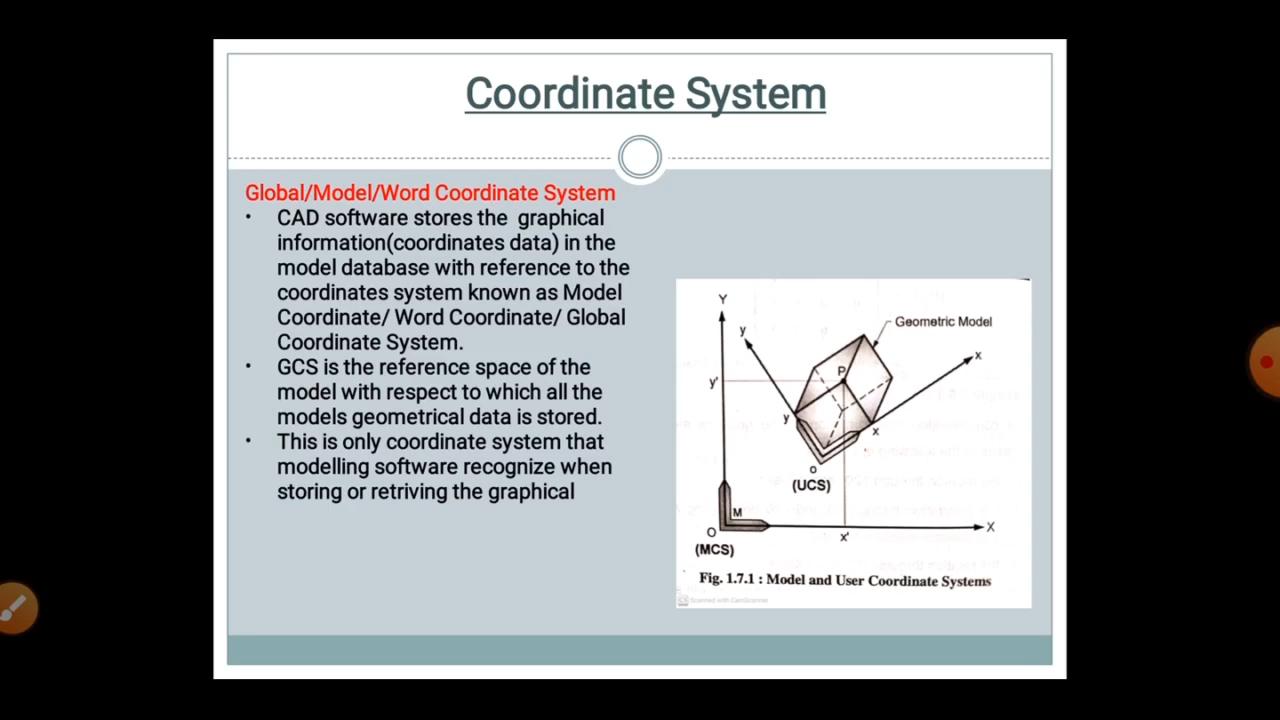 Coordinate System
Global/Model/Word Coordinate System
• CAD software stores the graphical
information(coordinates data) in the
model database with reference to the
coordinates system known as Model
Coordinate/ Word Coordinate/ Global
Coordinate System.
• GCS is the reference space of the
model with respect to which all the
models geometrical data is stored.
• This is only coordinate system that
modelling software recognize when
storing or retriving the graphical
Y
y
Geometric Model
x
P
y'
y
x
o
(UCS)
M
O
X
x'
(MCS)
Fig. 1.7.1 : Model and User Coordinate Systems
CS Scanned with CamScanner